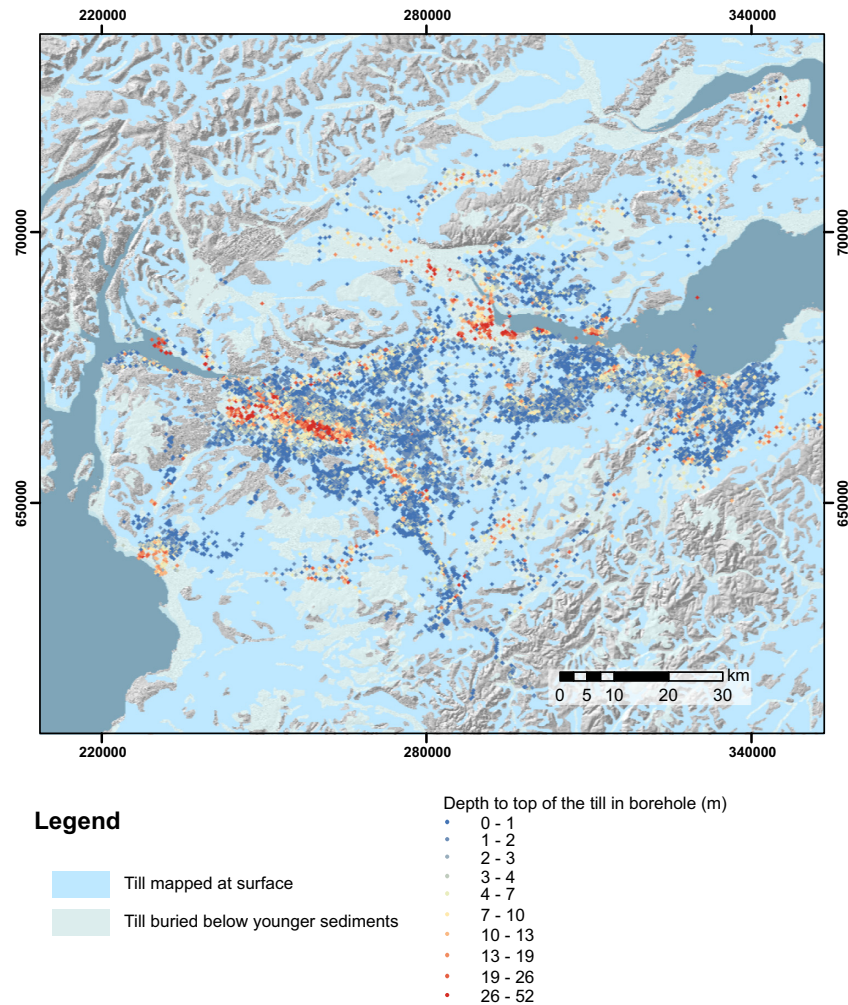 220000 280000 340000
700000 700000
650000 650000
km
0 5 10 20 30
220000 280000 340000
Legend
Till mapped at surface
Till buried below younger sediments
Depth to top of the till in borehole (m)
0 - 1
1 - 2
2 - 3
3 - 4
4 - 7
7 - 10
10 - 13
13 - 19
19 - 26
26 - 52